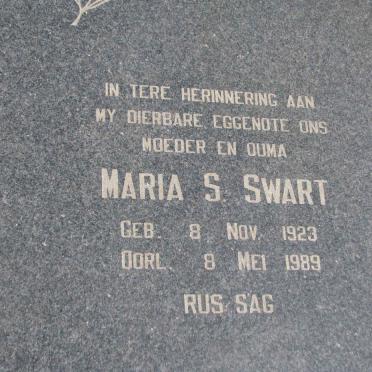 IN TERE HERINNERING AAN
MY DIERBARE EGGENOTE ONS
MOEDER EN OUMA
MARIA S. SWART
GEB. 8 NOV. 1923
OORL. 8 MEI 1989
RUS SAG